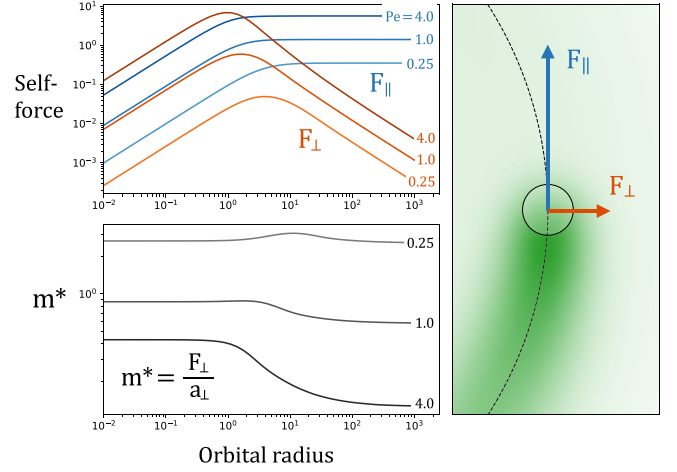 10¹
10⁰
10⁻¹
10⁻²
10⁻³
Self-
force
Pe=4.0
1.0
0.25
F∥
F⊥
4.0
1.0
0.25
10⁻² 10⁻¹ 10⁰ 10¹ 10² 10³
10⁰
m*
0.25
1.0
4.0
m* = F⊥
a⊥
10⁻² 10⁻¹ 10⁰ 10¹ 10² 10³
Orbital radius
F∥
F⊥